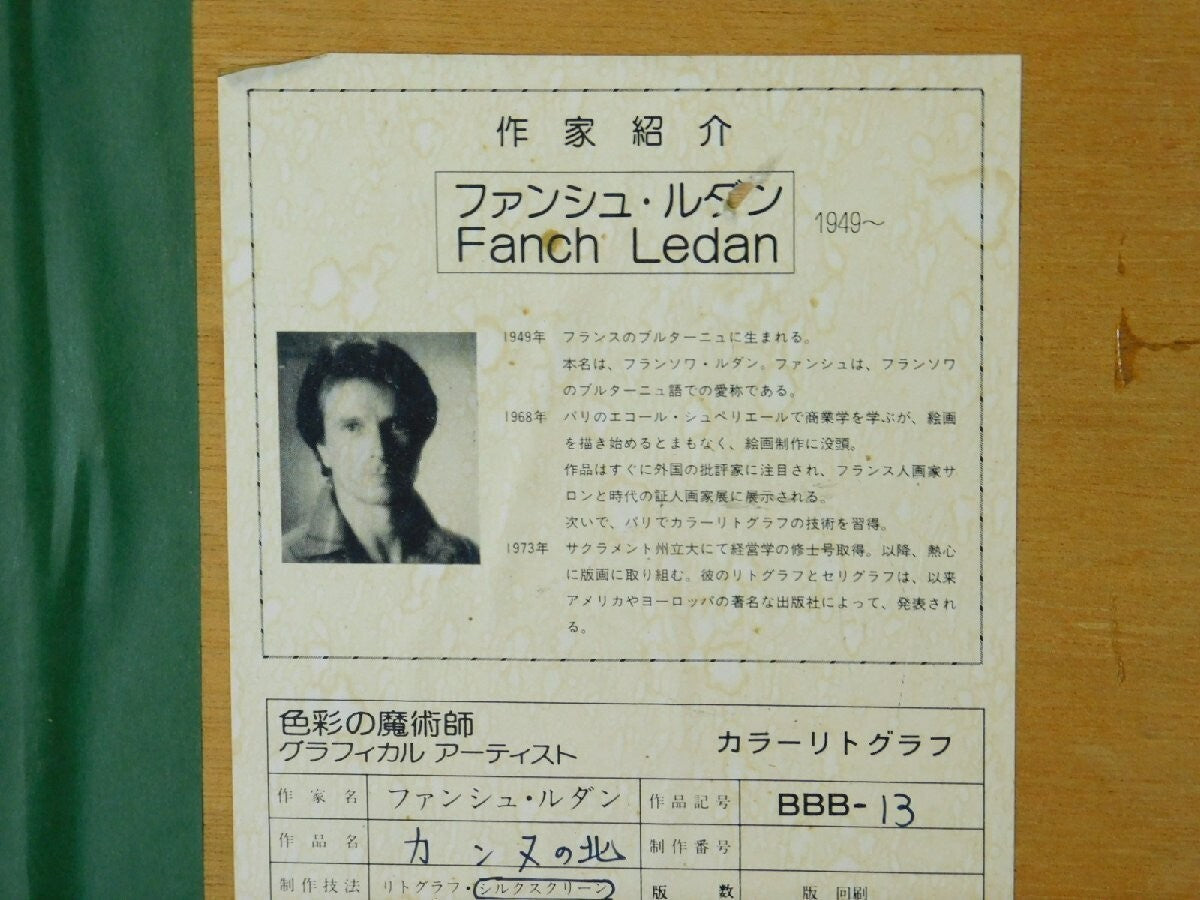 作家紹介
ファンシュ・ルダン
Fanch Ledan
1949～
1949年 フランスのブルターニュに生まれる。
本名は、フランソワ・ルダン。ファンシュは、フランソワ
のブルターニュ語での愛称である。
1968年 パリのエコール・シュペリエールで商業学を学ぶが、絵画
を描き始めるとまもなく、絵画制作に没頭。
作品はすぐに外国の批評家に注目され、フランス人画家サ
ロンと時代の証人画家展に展示される。
次いで、パリでカラーリトグラフの技術を習得。
1973年 サクラメント州立大にて経営学の修士号取得。以降、熱心
に版画に取り組む。彼のリトグラフとセリグラフは、以来
アメリカやヨーロッパの著名な出版社によって、発表され
る。
色彩の魔術師
グラフィカル アーティスト
カラーリトグラフ
作家名 ファンシュ・ルダン 作品記号 BBB-13
作品名 カンヌの北 制作番号
制作技法 リトグラフ・シルクスクリーン 版数 版 回刷